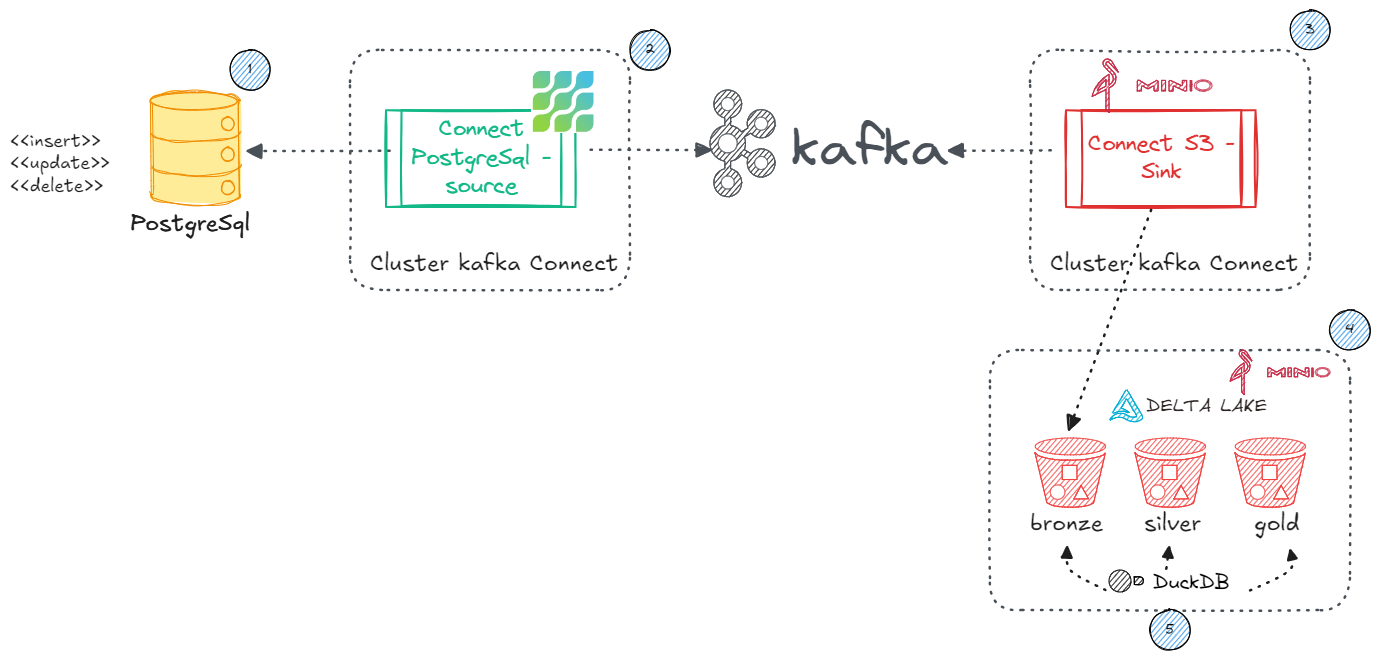 1
2
3
<<insert>>
<<update>>
<<delete>>
PostgreSql
Connect
PostgreSql -
source
Cluster kafka Connect
kafka
MINIO
Connect S3 -
Sink
Cluster kafka Connect
4
MINIO
DELTA LAKE
bronze
silver
gold
DuckDB
5